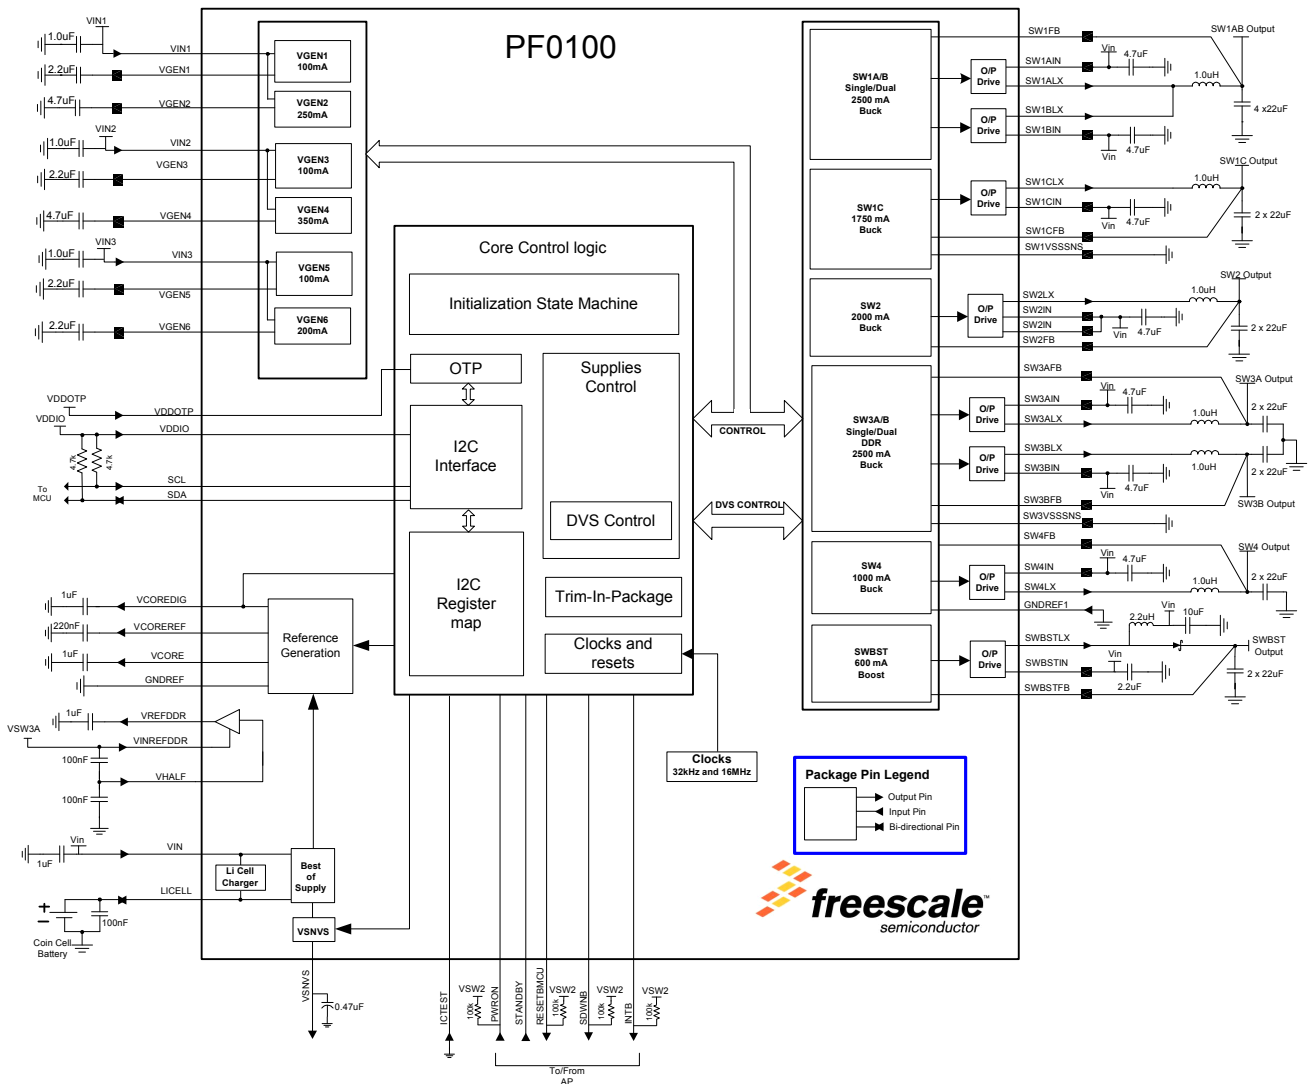 PF0100
VIN1
1.0uF
VIN1
2.2uF
VGEN1
4.7uF
VGEN2
VIN2
1.0uF
VIN2
VGEN3
2.2uF
4.7uF
VGEN4
VIN3
1.0uF
VIN3
2.2uF
VGEN5
2.2uF
VGEN6
VGEN1
100mA
VGEN2
250mA
VGEN3
100mA
VGEN4
350mA
VGEN5
100mA
VGEN6
200mA
VDDOTP
VDDOTP
VDDIO
VDDIO
4.7k
4.7k
To
MCU
SCL
SDA
1uF
VCOREDIG
220nF
VCOREREF
1uF
VCORE
GNDREF
1uF
VREFDDR
VSW3A
VINREFDDR
100nF
VHALF
100nF
Vin
1uF
VIN
LICELL
100nF
Coin Cell
Battery
Li Cell
Charger
Best
of
Supply
VSNVS
Reference
Generation
Core Control logic
Initialization State Machine
OTP
I2C
Interface
I2C
Register
map
Supplies
Control
DVS Control
Trim-In-Package
Clocks and
resets
CONTROL
DVS CONTROL
Clocks
32kHz and 16MHz
SW1A/B
Single/Dual
2500 mA
Buck
SW1C
1750 mA
Buck
SW2
2000 mA
Buck
SW3A/B
Single/Dual
DDR
2500 mA
Buck
SW4
1000 mA
Buck
SWBST
600 mA
Boost
O/P
Drive
O/P
Drive
O/P
Drive
O/P
Drive
O/P
Drive
O/P
Drive
O/P
Drive
O/P
Drive
SW1FB
SW1AB Output
SW1AIN
Vin
4.7uF
SW1ALX
1.0uH
SW1BLX
4 x22uF
SW1BIN
Vin
4.7uF
SW1C Output
SW1CLX
1.0uH
SW1CIN
Vin
4.7uF
2 x 22uF
SW1CFB
SW1VSSSNS
SW2 Output
SW2LX
1.0uH
SW2IN
SW2IN
Vin
4.7uF
2 x 22uF
SW2FB
SW3AFB
SW3A Output
SW3AIN
Vin
4.7uF
SW3ALX
1.0uH
2 x 22uF
SW3BLX
1.0uH
2 x 22uF
SW3BIN
Vin
4.7uF
SW3BFB
SW3B Output
SW3VSSSNS
SW4FB
SW4 Output
SW4IN
Vin
4.7uF
SW4LX
1.0uH
2 x 22uF
GNDREF1
2.2uH
Vin
10uF
SWBSTLX
SWBST
Output
SWBSTIN
Vin
2.2uF
2 x 22uF
SWBSTFB
Package Pin Legend
Output Pin
Input Pin
Bi-directional Pin
freescale™
semiconductor
VSNVS
0.47uF
ICTEST
VSW2
100k
PWRON
STANDBY
RESETBMCU
VSW2
100k
SDWNB
VSW2
100k
INTB
VSW2
100k
To/From
AP